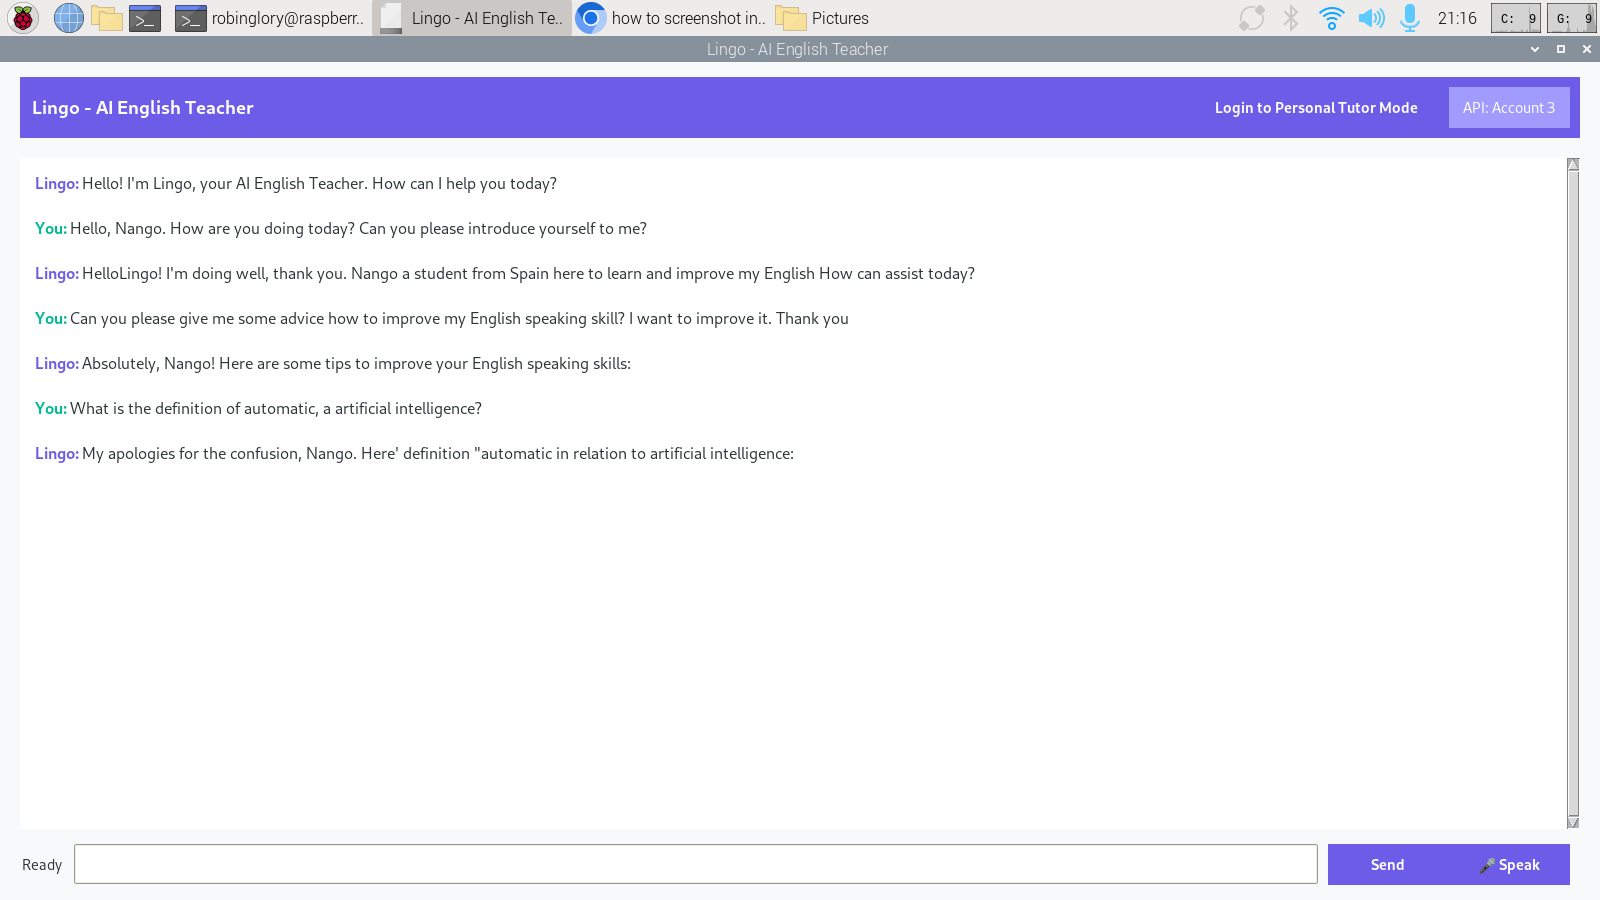 robinglory@raspberr.. Lingo - AI English Te.. how to screenshot in.. Pictures 21:16 C: 9 G: 9
Lingo - AI English Teacher
Lingo - AI English Teacher Login to Personal Tutor Mode API: Account 3
Lingo: Hello! I'm Lingo, your AI English Teacher. How can I help you today?
You: Hello, Nango. How are you doing today? Can you please introduce yourself to me?
Lingo: HelloLingo! I'm doing well, thank you. Nango a student from Spain here to learn and improve my English How can assist today?
You: Can you please give me some advice how to improve my English speaking skill? I want to improve it. Thank you
Lingo: Absolutely, Nango! Here are some tips to improve your English speaking skills:
You: What is the definition of automatic, a artificial intelligence?
Lingo: My apologies for the confusion, Nango. Here' definition "automatic in relation to artificial intelligence:
Ready Send 🎤 Speak